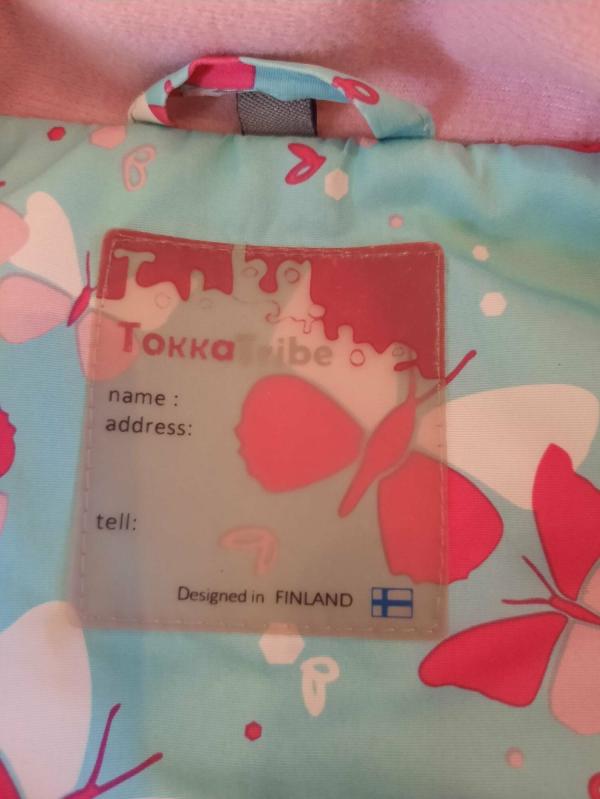 TOKKaTribe
name :
address:
tell:
Designed in FINLAND